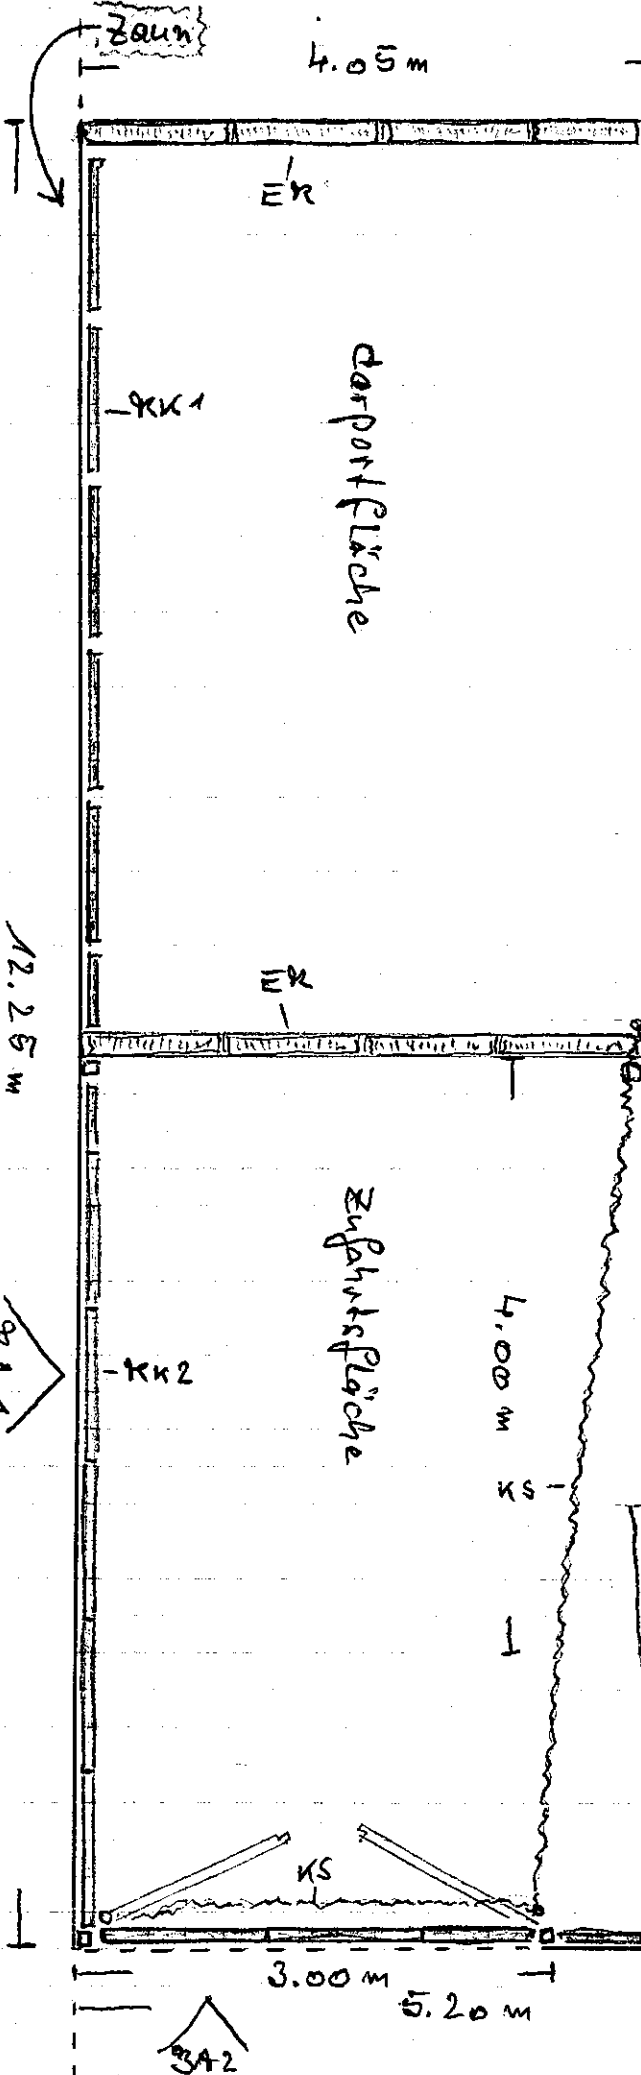 Zaun
4.05 m
EK
KK1
Carportfläche
12.25 m
EK
Zufahrtsfläche
4.00 m
KK2
KS
KS
3.00 m
5.20 m
BA2